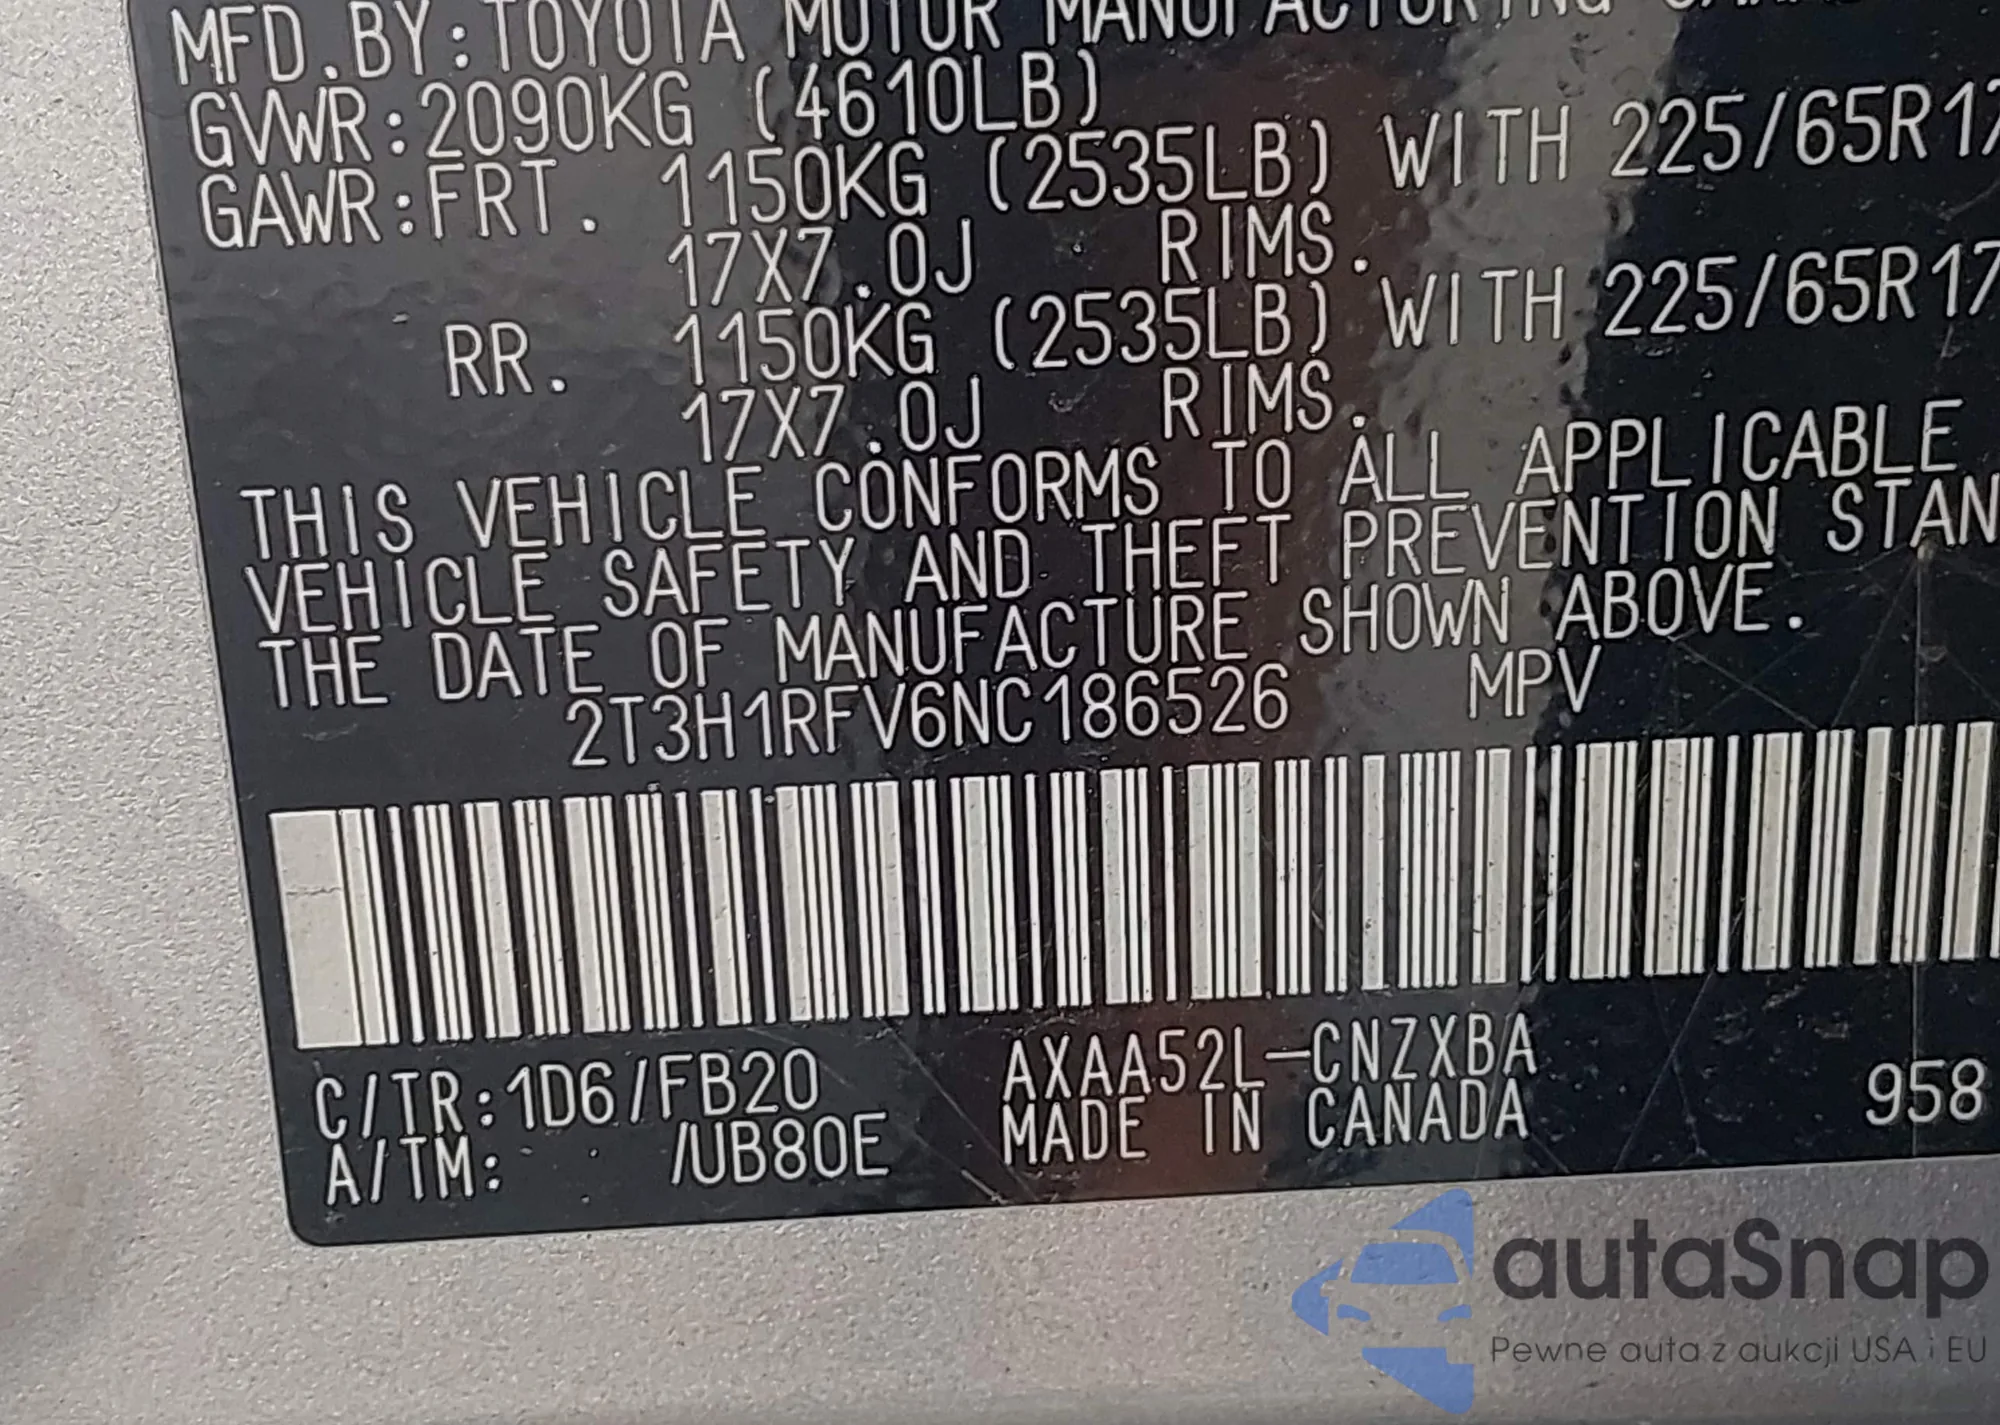 MFD.BY:TOYOTA MOTOR MANUFACTURING
GVWR:2090KG (4610LB)
GAWR:FRT. 1150KG (2535LB) WITH 225/65R17
17X7.0J RIMS.
RR. 1150KG (2535LB) WITH 225/65R17
17X7.0J RIMS.
THIS VEHICLE CONFORMS TO ALL APPLICABLE
VEHICLE SAFETY AND THEFT PREVENTION STAN
THE DATE OF MANUFACTURE SHOWN ABOVE.
2T3H1RFV6NC186526 MPV
C/TR:1D6/FB20 AXAA52L-CNZXBA
A/TM: /UB80E MADE IN CANADA 958
autaSnap
Pewne auta z aukcji USA i EU